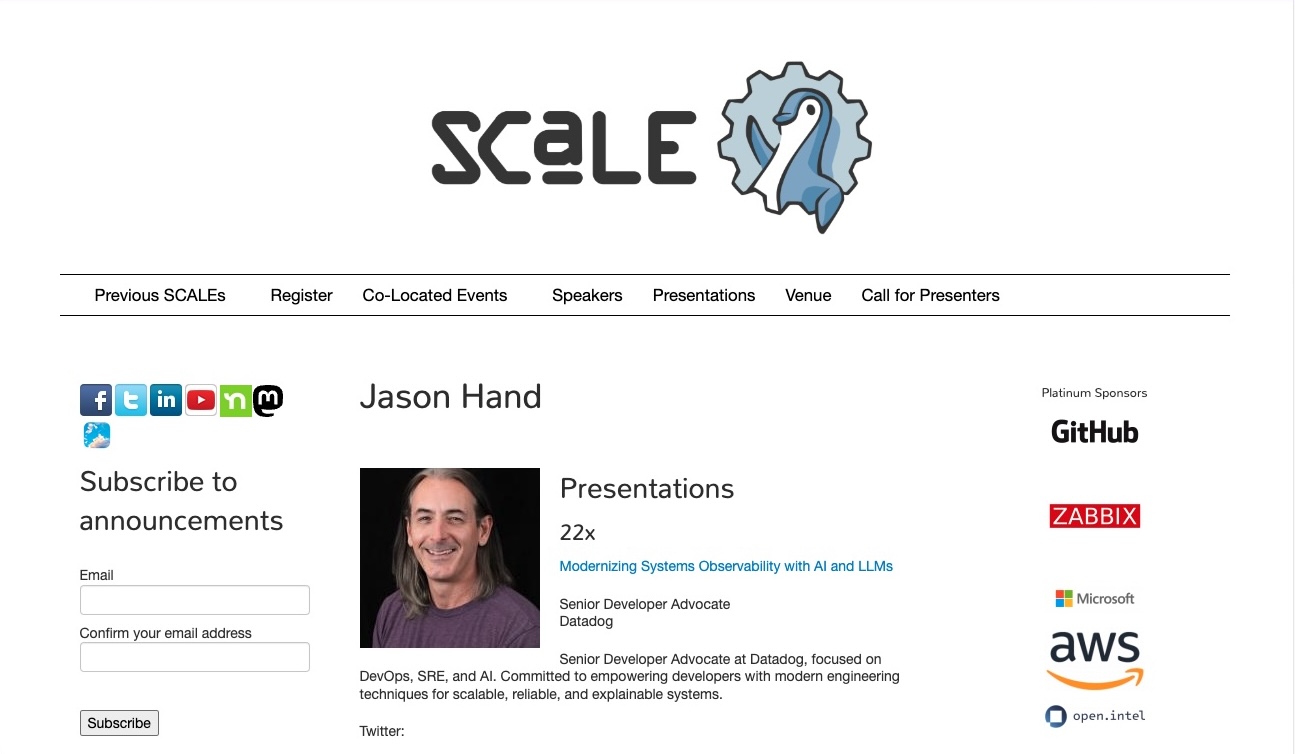 SCaLE
Previous SCALEs Register Co-Located Events Speakers Presentations Venue Call for Presenters
Subscribe to
announcements
Email
Confirm your email address
Subscribe
Jason Hand
Presentations
22x
Modernizing Systems Observability with AI and LLMs
Senior Developer Advocate
Datadog
Senior Developer Advocate at Datadog, focused on
DevOps, SRE, and AI. Committed to empowering developers with modern engineering
techniques for scalable, reliable, and explainable systems.
Twitter:
Platinum Sponsors
GitHub
ZABBIX
Microsoft
aws
open.intel